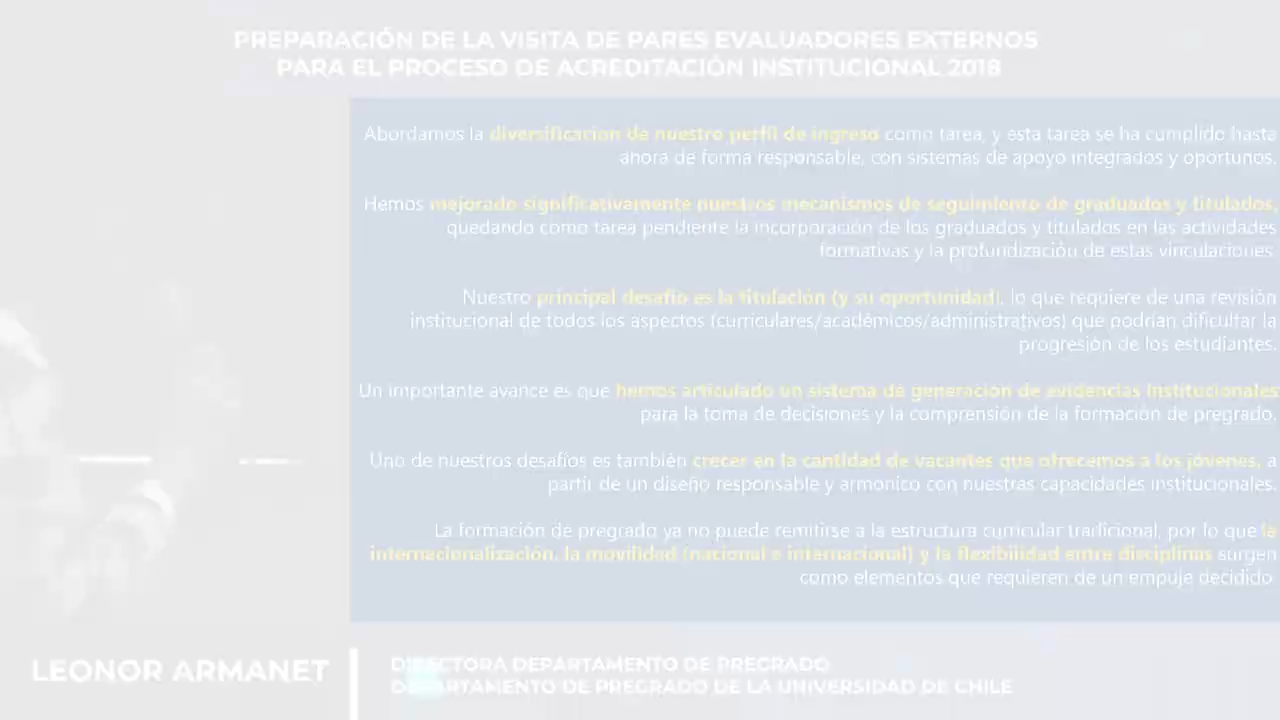 PREPARACIÓN DE LA VISITA DE PARES EVALUADORES EXTERNOS
PARA EL PROCESO DE ACREDITACIÓN INSTITUCIONAL 2018
Abordamos la diversificación de nuestro perfil de ingreso como tarea, y esta tarea se ha cumplido hasta
ahora de forma responsable, con sistemas de apoyo integrados y oportunos.
Hemos mejorado significativamente nuestros mecanismos de seguimiento de graduados y titulados,
quedando como tarea pendiente la incorporación de los graduados y titulados en las actividades
formativas y la profundización de estas vinculaciones.
Nuestro principal desafío es la titulación (y su oportunidad), lo que requiere de una revisión
institucional de todos los aspectos (curriculares/académicos/administrativos) que podrían dificultar la
progresión de los estudiantes.
Un importante avance es que hemos articulado un sistema de generación de evidencias institucionales
para la toma de decisiones y la comprensión de la formación de pregrado.
Uno de nuestros desafíos es también crecer en la cantidad de vacantes que ofrecemos a los jóvenes, a
partir de un diseño responsable y armonico con nuestras capacidades institucionales.
La formación de pregrado ya no puede remitirse a la estructura curricular tradicional, por lo que la
internacionalización, la movilidad (nacional e internacional) y la flexibilidad entre disciplinas surgen
como elementos que requieren de un empuje decidido.
LEONOR ARMANET
DIRECTORA DEPARTAMENTO DE PREGRADO
DEPARTAMENTO DE PREGRADO DE LA UNIVERSIDAD DE CHILE